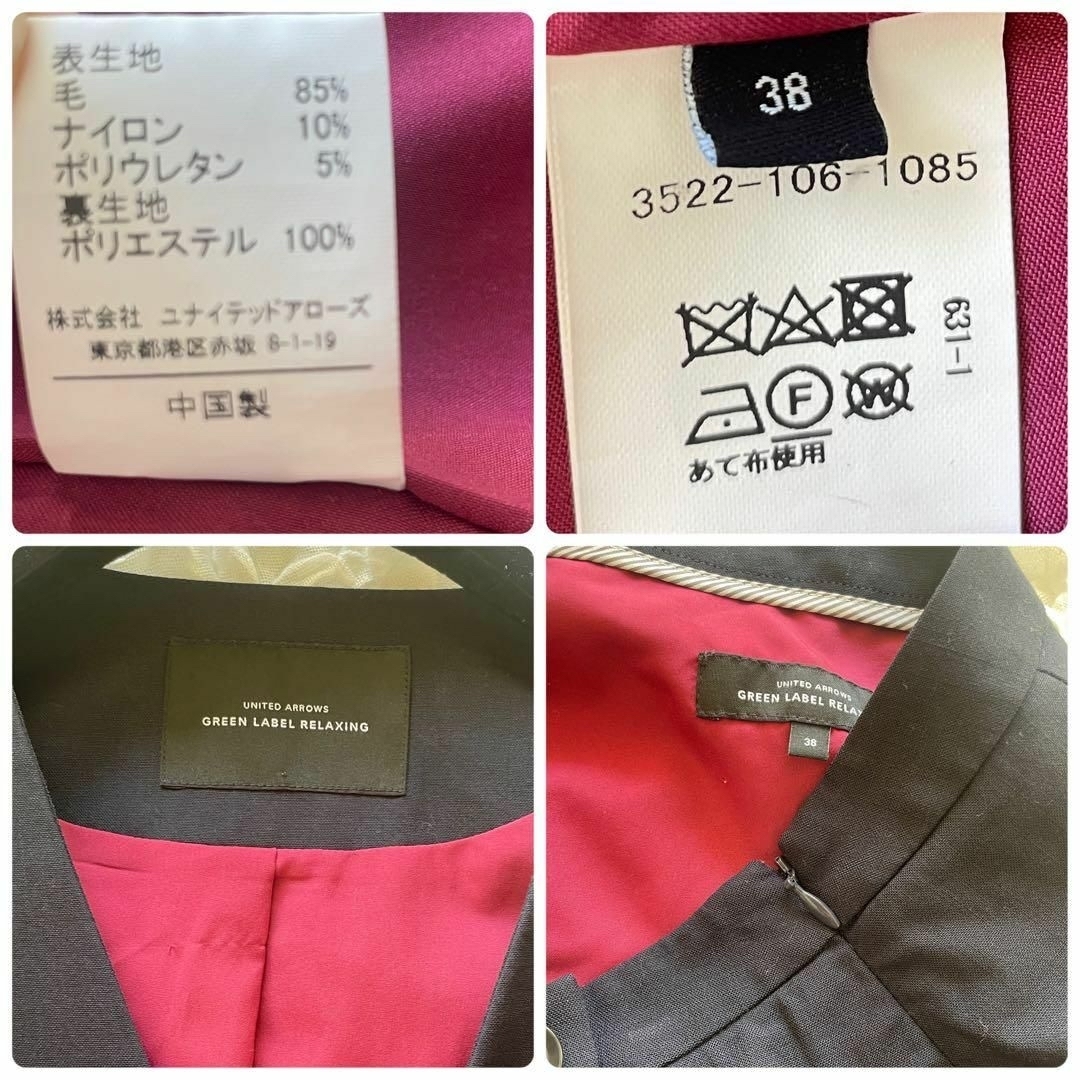 表生地
毛 85%
ナイロン 10%
ポリウレタン 5%
裏生地
ポリエステル 100%
株式会社 ユナイテッドアローズ
東京都港区赤坂 8-1-19
中国製
38
3522-106-1085
631-1
F
W
あて布使用
UNITED ARROWS
GREEN LABEL RELAXING
UNITED ARROWS
GREEN LABEL RELAX
38